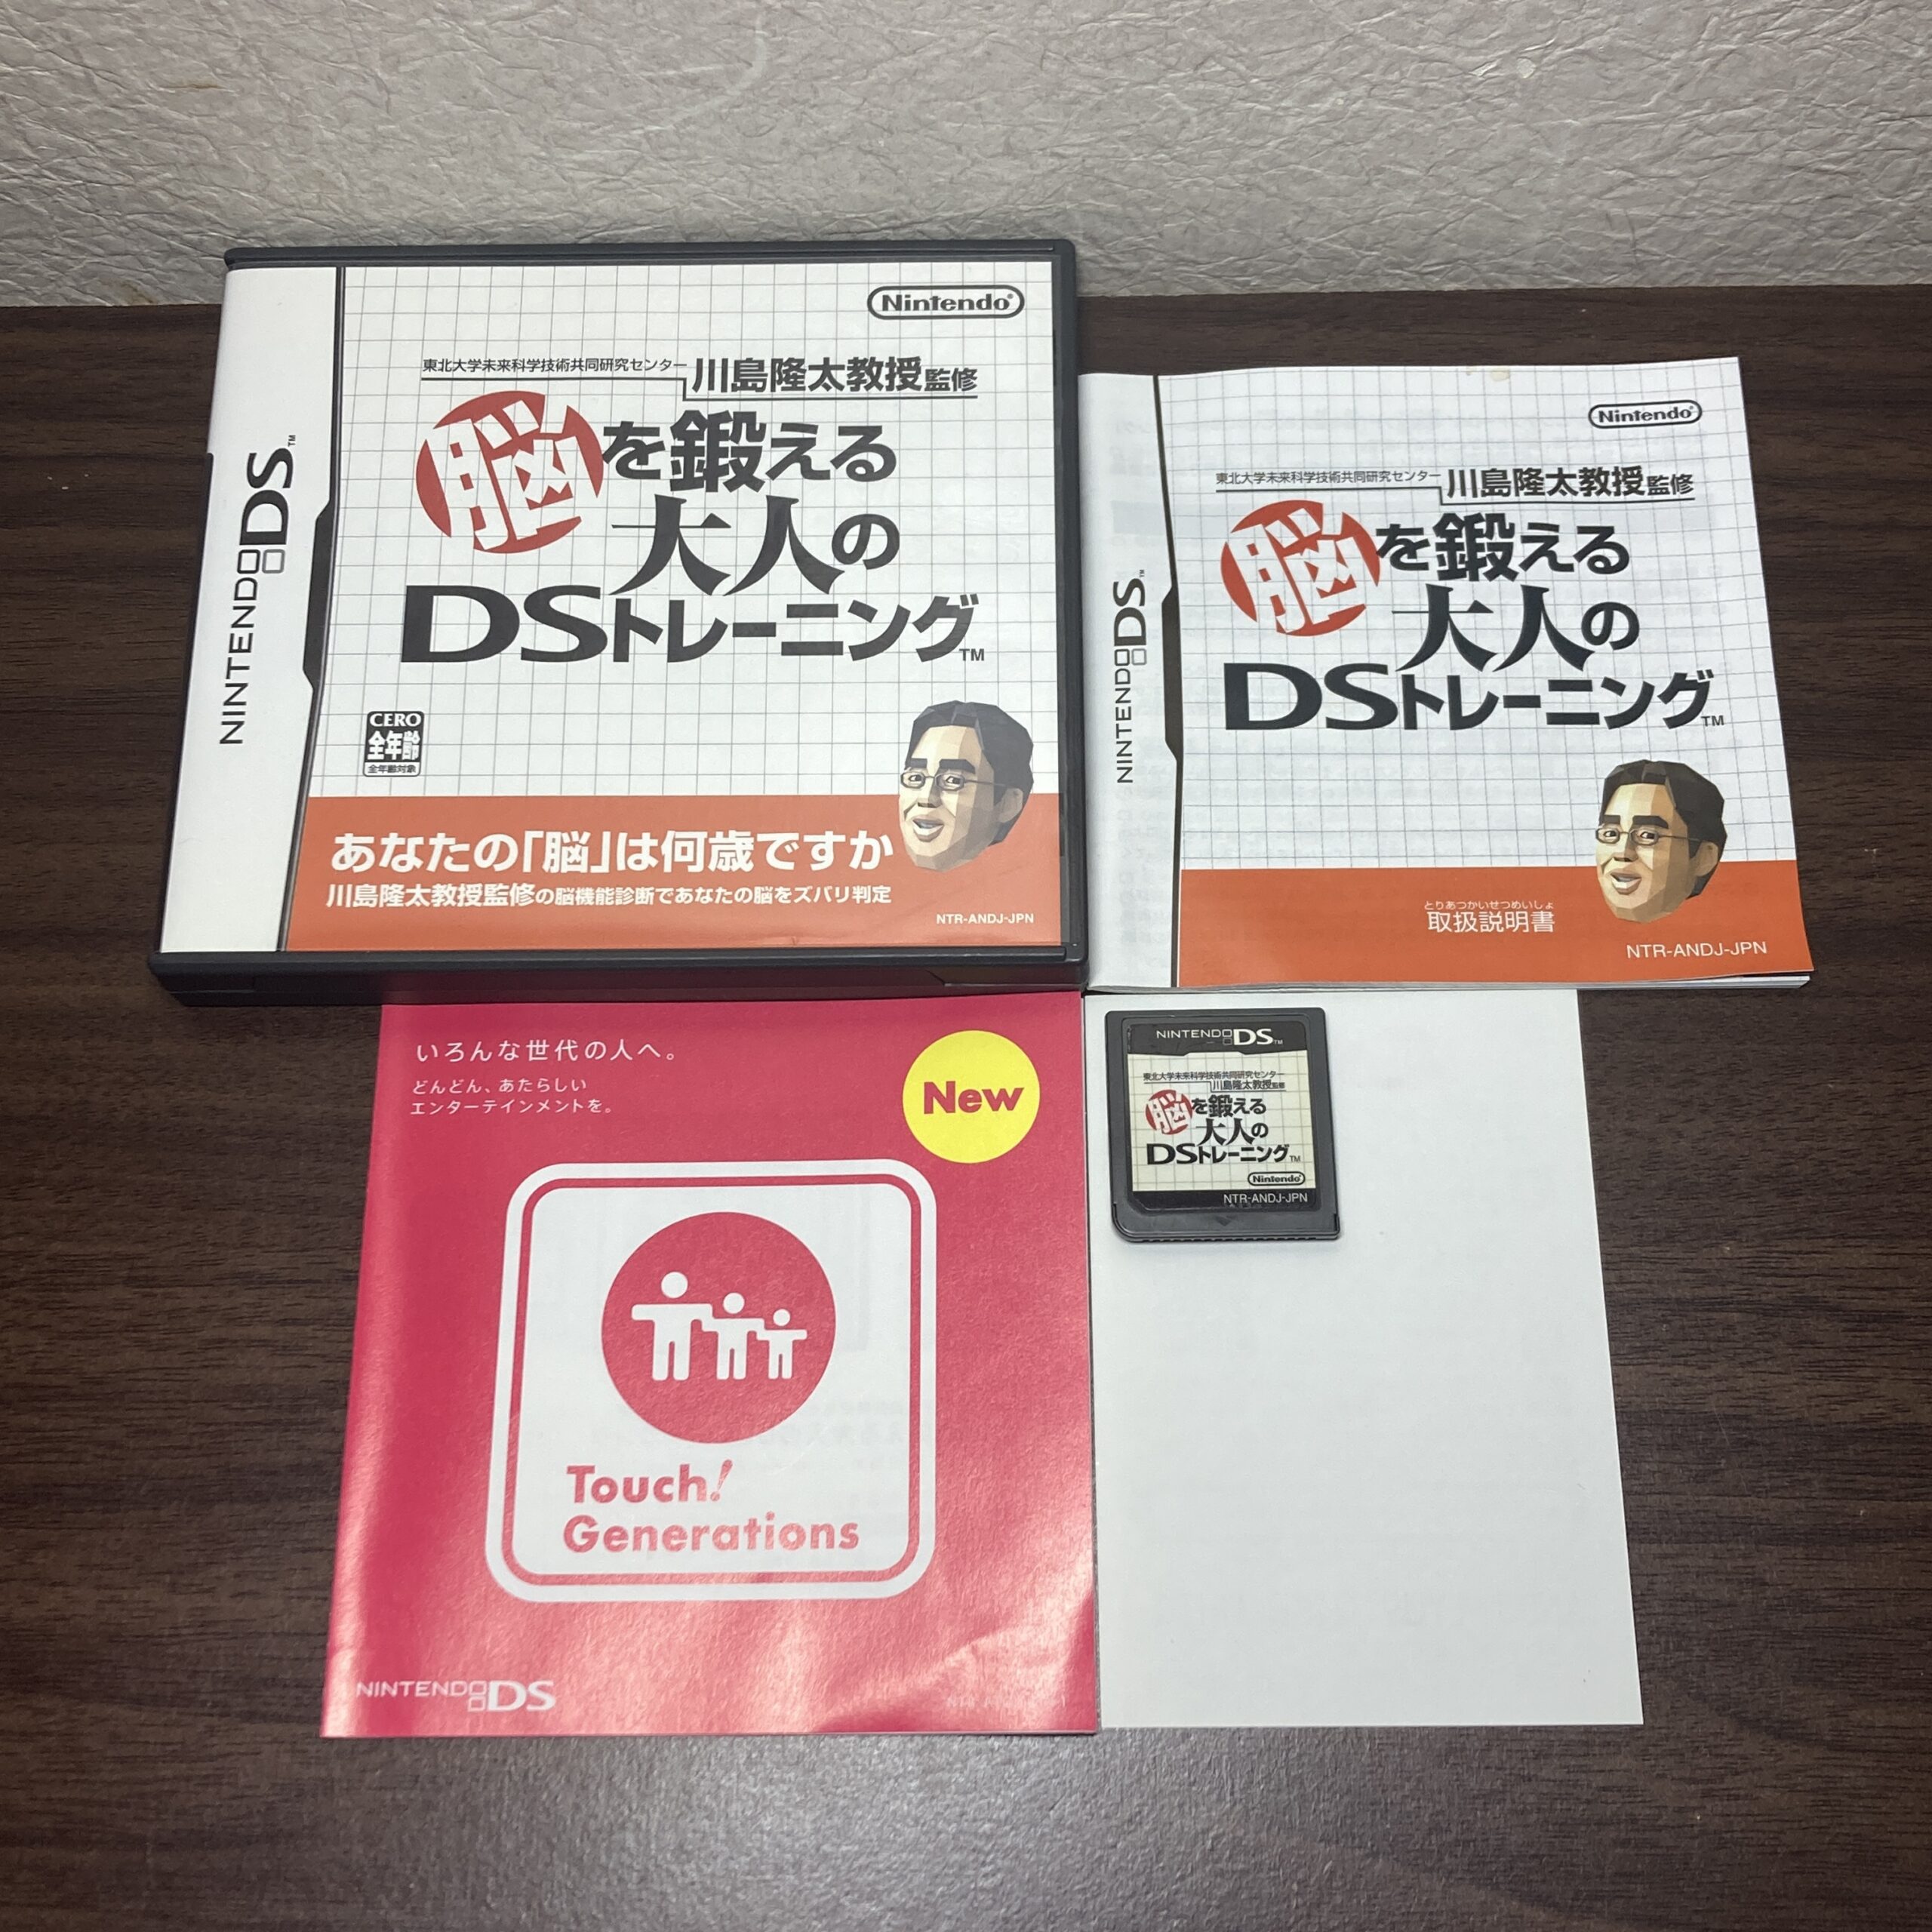 Nintendo
東北大学未来科学技術共同研究センター 川島隆太教授監修
脳を鍛える
大人の
DSトレーニング™
NINTENDO DS™
CERO
全年齢
全年齢対象
あなたの「脳」は何歳ですか
川島隆太教授監修の脳機能診断であなたの脳をズバリ判定
NTR-ANDJ-JPN
Nintendo
東北大学未来科学技術共同研究センター 川島隆太教授監修
脳を鍛える
大人の
DSトレーニング™
NINTENDO DS™
とりあつかいせつめいしょ
取扱説明書
NTR-ANDJ-JPN
いろんな世代の人へ。
どんどん、あたらしい
エンターテインメントを。
New
Touch!
Generations
NINTENDO DS
NINTENDO DS™
東北大学未来科学技術共同研究センター
川島隆太教授監修
脳を鍛える
大人の
DSトレーニング™
Nintendo
NTR-ANDJ-JPN